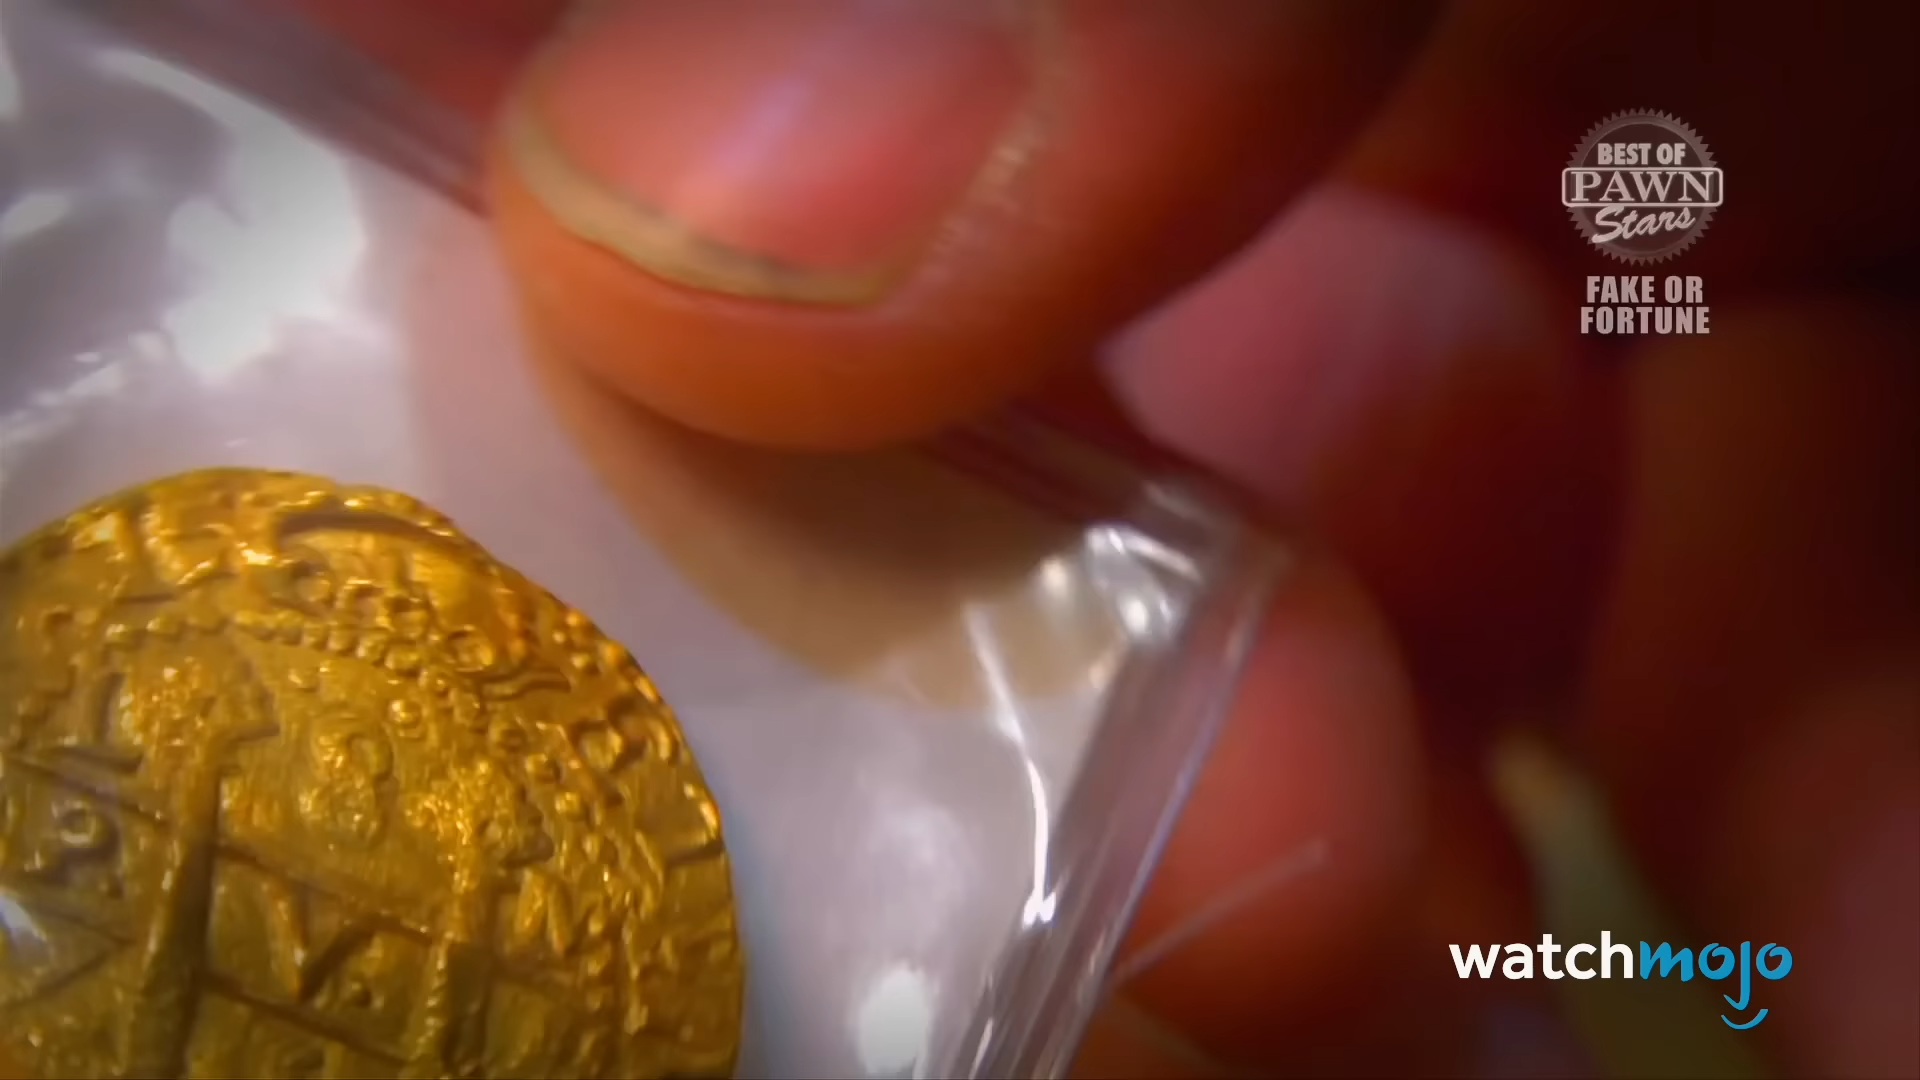 BEST OF
PAWN
Stars
FAKE OR
FORTUNE
watchmojo